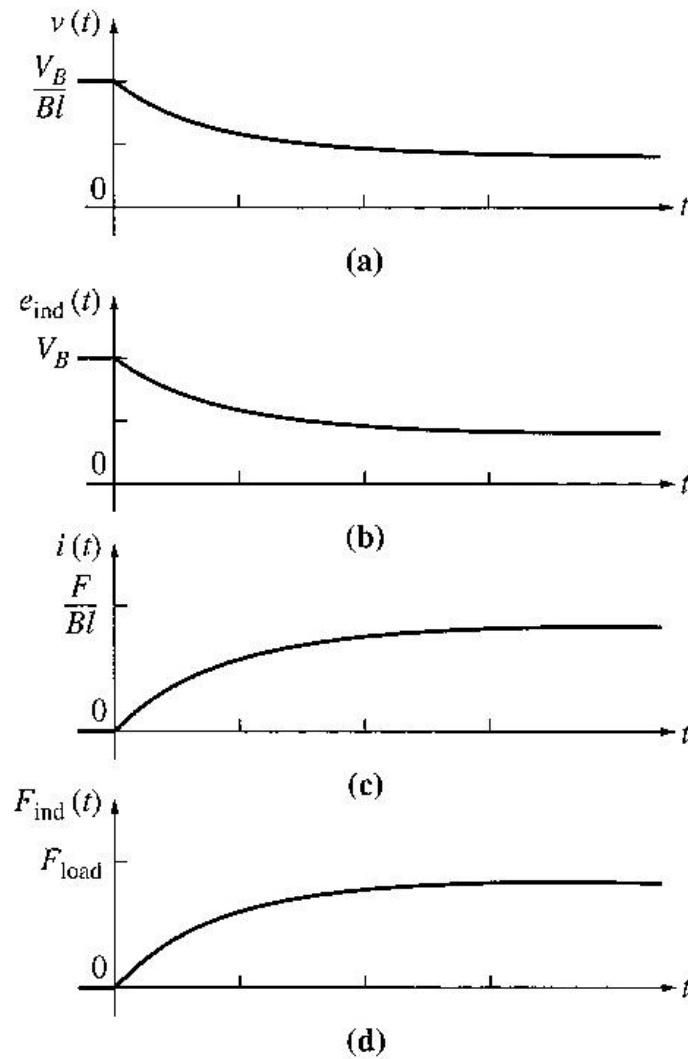 v(t)
V_B
Bl
0
t
(a)
e_ind(t)
V_B
0
t
(b)
i(t)
F
Bl
0
t
(c)
F_ind(t)
F_load
0
t
(d)